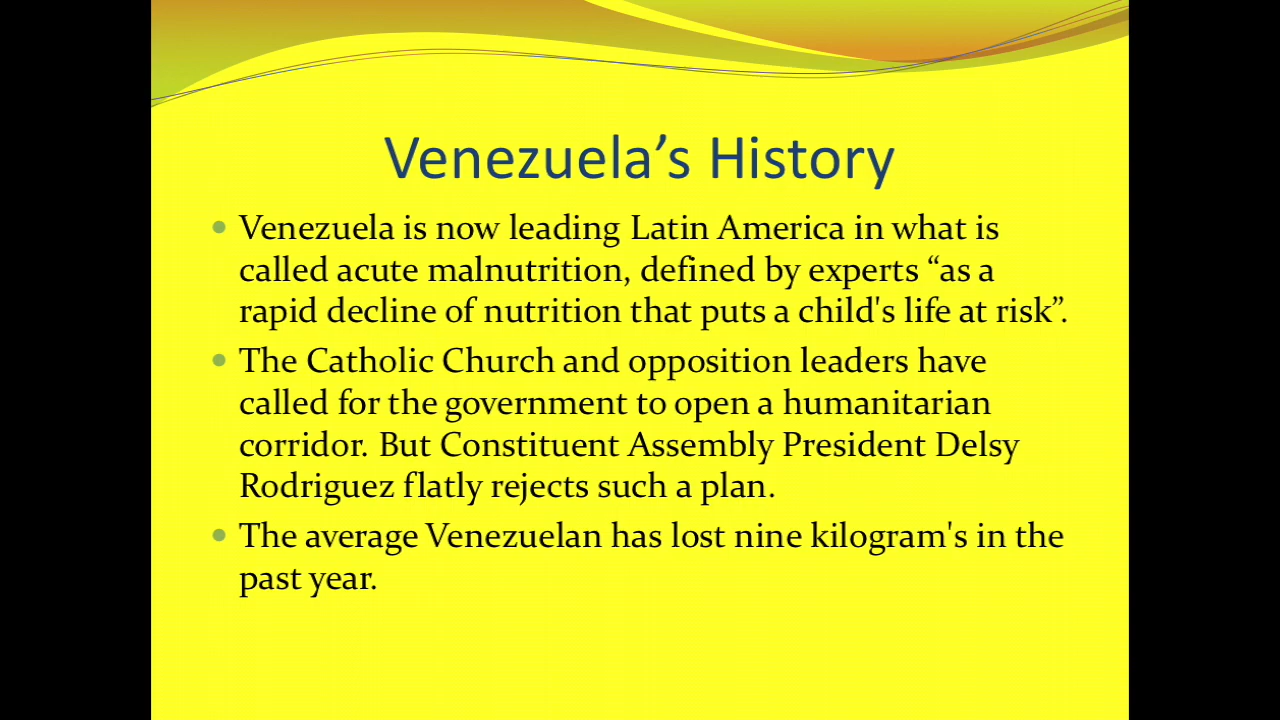 Venezuela’s History
• Venezuela is now leading Latin America in what is
called acute malnutrition, defined by experts “as a
rapid decline of nutrition that puts a child's life at risk”.
• The Catholic Church and opposition leaders have
called for the government to open a humanitarian
corridor. But Constituent Assembly President Delsy
Rodriguez flatly rejects such a plan.
• The average Venezuelan has lost nine kilogram's in the
past year.